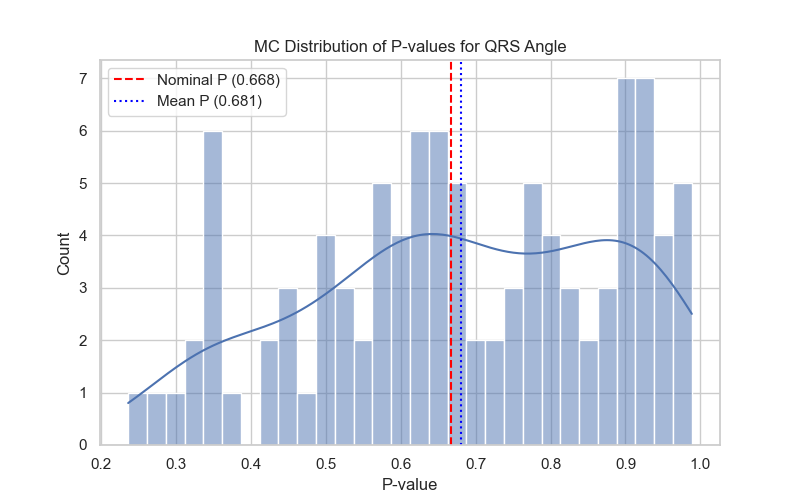 MC Distribution of P-values for QRS Angle
Nominal P (0.668)
Mean P (0.681)
Count
7
6
5
4
3
2
1
0
0.2 0.3 0.4 0.5 0.6 0.7 0.8 0.9 1.0
P-value